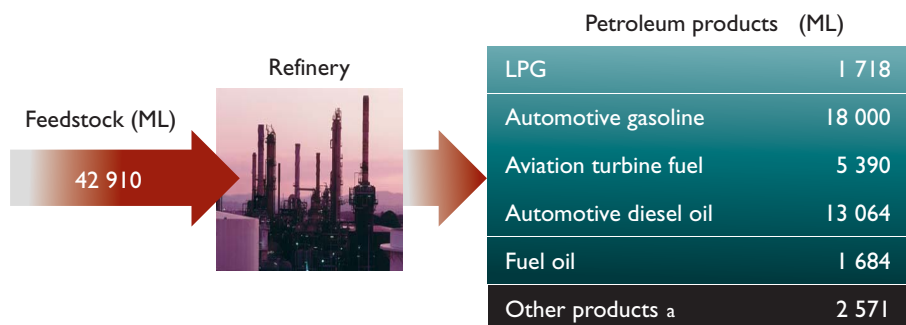 Petroleum products (ML)
Refinery
Feedstock (ML)
42 910
LPG 1 718
Automotive gasoline 18 000
Aviation turbine fuel 5 390
Automotive diesel oil 13 064
Fuel oil 1 684
Other products a 2 571